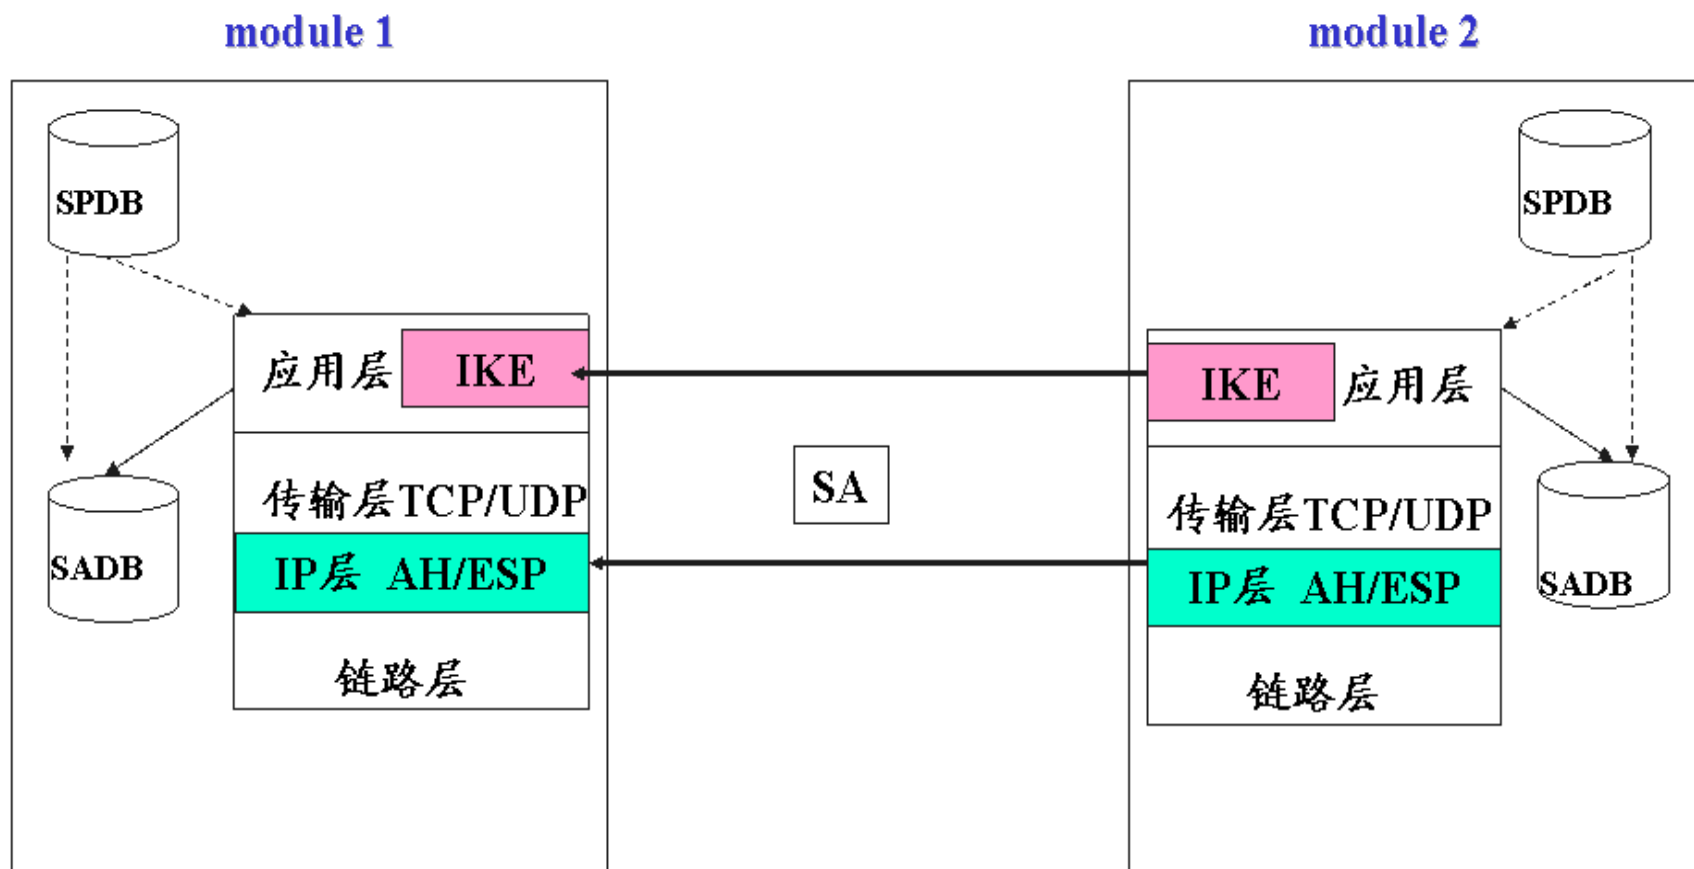 module 1
module 2
SPDB
SPDB
应用层 IKE
IKE 应用层
SA
传输层TCP/UDP
传输层TCP/UDP
SADB
IP层 AH/ESP
IP层 AH/ESP
SADB
链路层
链路层